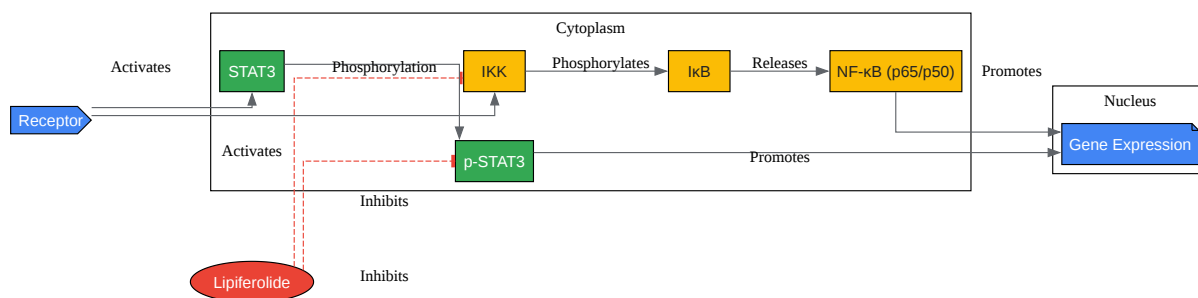 Cytoplasm
Activates
STAT3
Phosphorylation
IKK
Phosphorylates
IκB
Releases
NF-κB (p65/p50)
Promotes
Nucleus
Receptor
Activates
p-STAT3
Promotes
Gene Expression
Inhibits
Lipiferolide
Inhibits